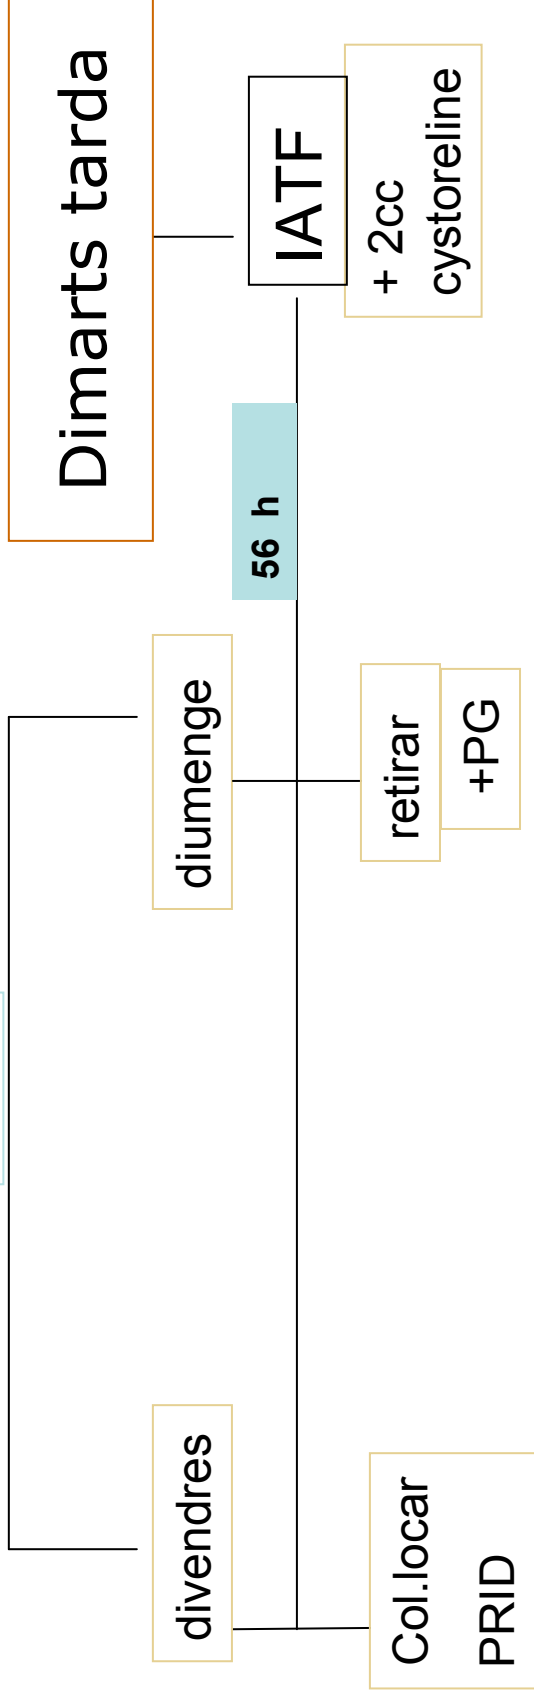 divendres
diumenge
Dimarts tarda
56 h
IATF
+ 2cc
cystoreline
Col.locar
PRID
retirar
+PG